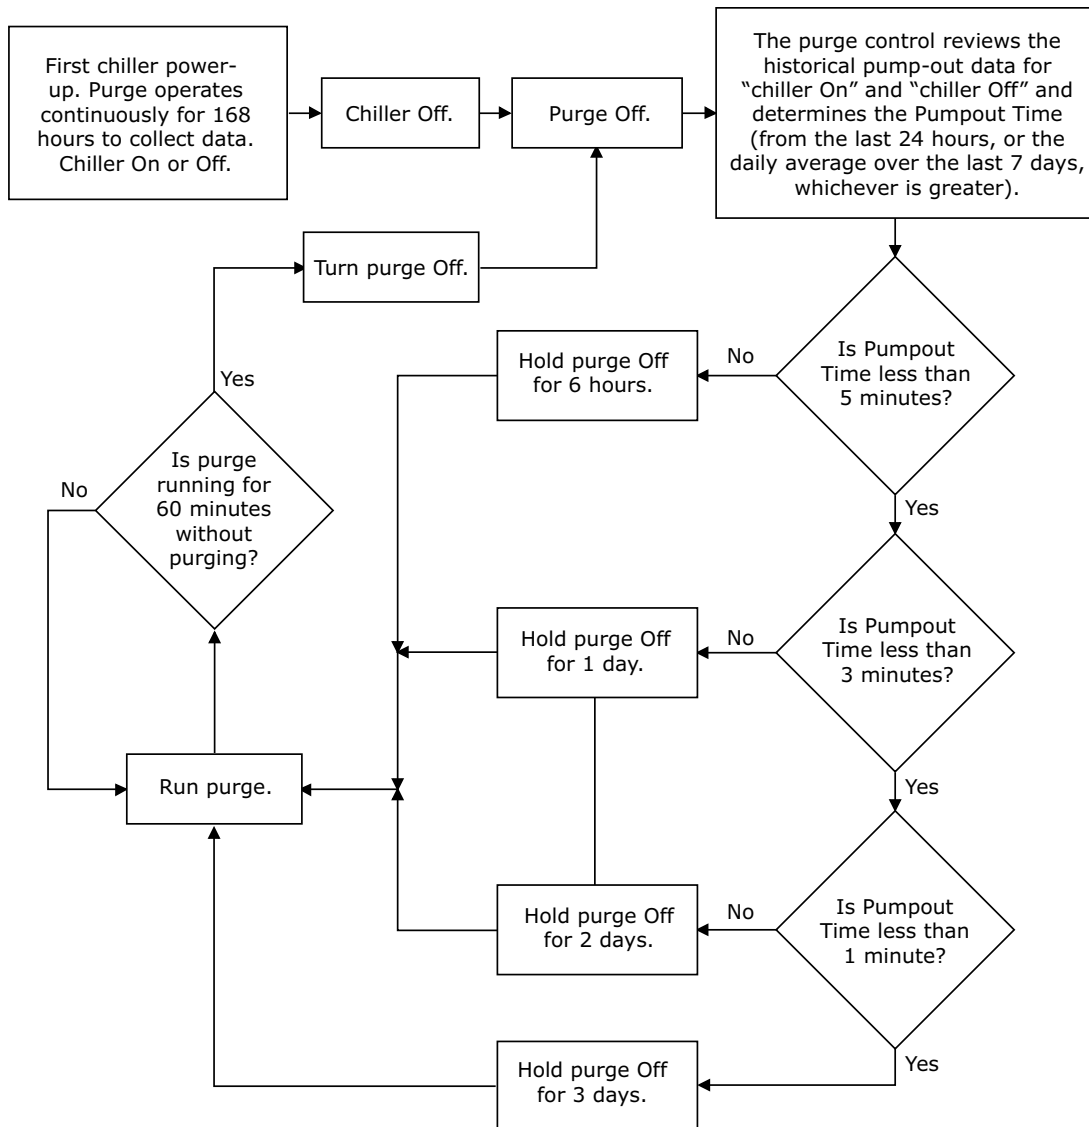 First chiller power-
up. Purge operates
continuously for 168
hours to collect data.
Chiller On or Off.
Chiller Off.
Purge Off.
The purge control reviews the
historical pump-out data for
“chiller On” and “chiller Off” and
determines the Pumpout Time
(from the last 24 hours, or the
daily average over the last 7 days,
whichever is greater).
Turn purge Off.
Is Pumpout
Time less than
5 minutes?
No
Hold purge Off
for 6 hours.
Yes
Is purge
running for
60 minutes
without
purging?
No
Yes
Is Pumpout
Time less than
3 minutes?
No
Hold purge Off
for 1 day.
Run purge.
Yes
Is Pumpout
Time less than
1 minute?
No
Hold purge Off
for 2 days.
Yes
Hold purge Off
for 3 days.